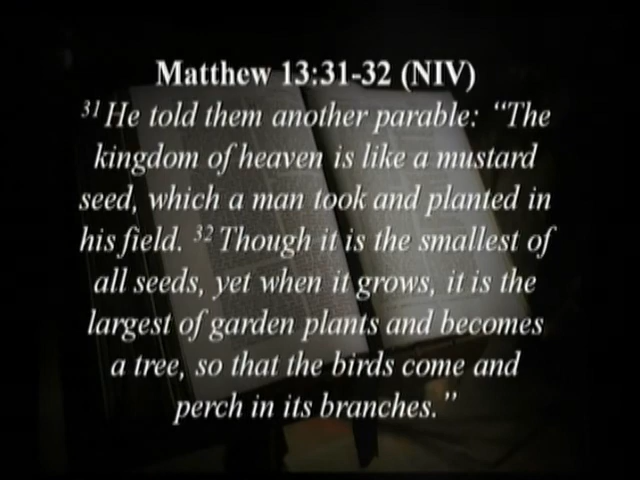 Matthew 13:31-32 (NIV)
31 He told them another parable: “The
kingdom of heaven is like a mustard
seed, which a man took and planted in
his field. 32 Though it is the smallest of
all seeds, yet when it grows, it is the
largest of garden plants and becomes
a tree, so that the birds come and
perch in its branches.”